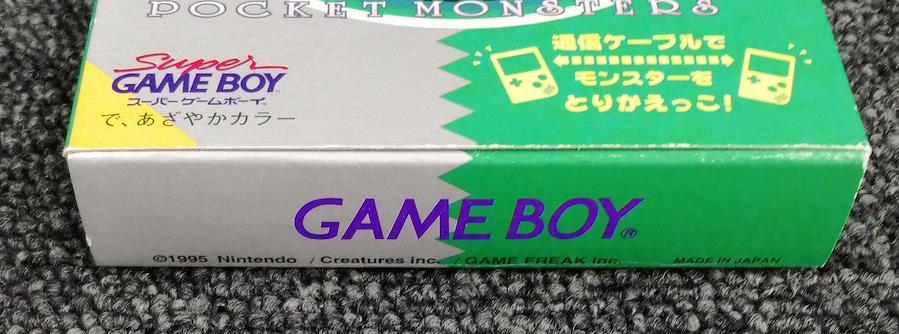 POCKET MONSTERS
Super
GAME BOY
スーパーゲームボーイ
で、あざやかカラー
通信ケーブルで
モンスターを
とりかえっこ!
GAME BOY®
©1995 Nintendo / Creatures inc. / GAME FREAK inc. MADE IN JAPAN